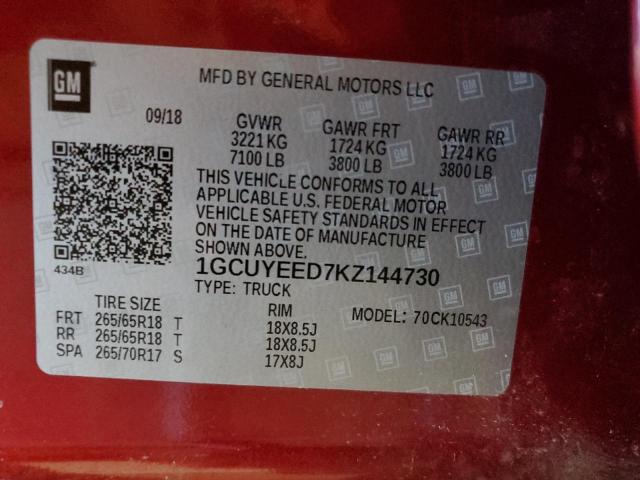 GM
MFD BY GENERAL MOTORS LLC
09/18
GVWR GAWR FRT GAWR RR
3221 KG 1724 KG 1724 KG
7100 LB 3800 LB 3800 LB
THIS VEHICLE CONFORMS TO ALL
APPLICABLE U.S. FEDERAL MOTOR
VEHICLE SAFETY STANDARDS IN EFFECT
ON THE DATE OF MANUFACTURE
SHOWN ABOVE.
434B
1GCUYEED7KZ144730
TYPE: TRUCK
TIRE SIZE RIM MODEL: 70CK10543
FRT 265/65R18 T 18X8.5J
RR 265/65R18 T 18X8.5J
SPA 265/70R17 S 17X8J